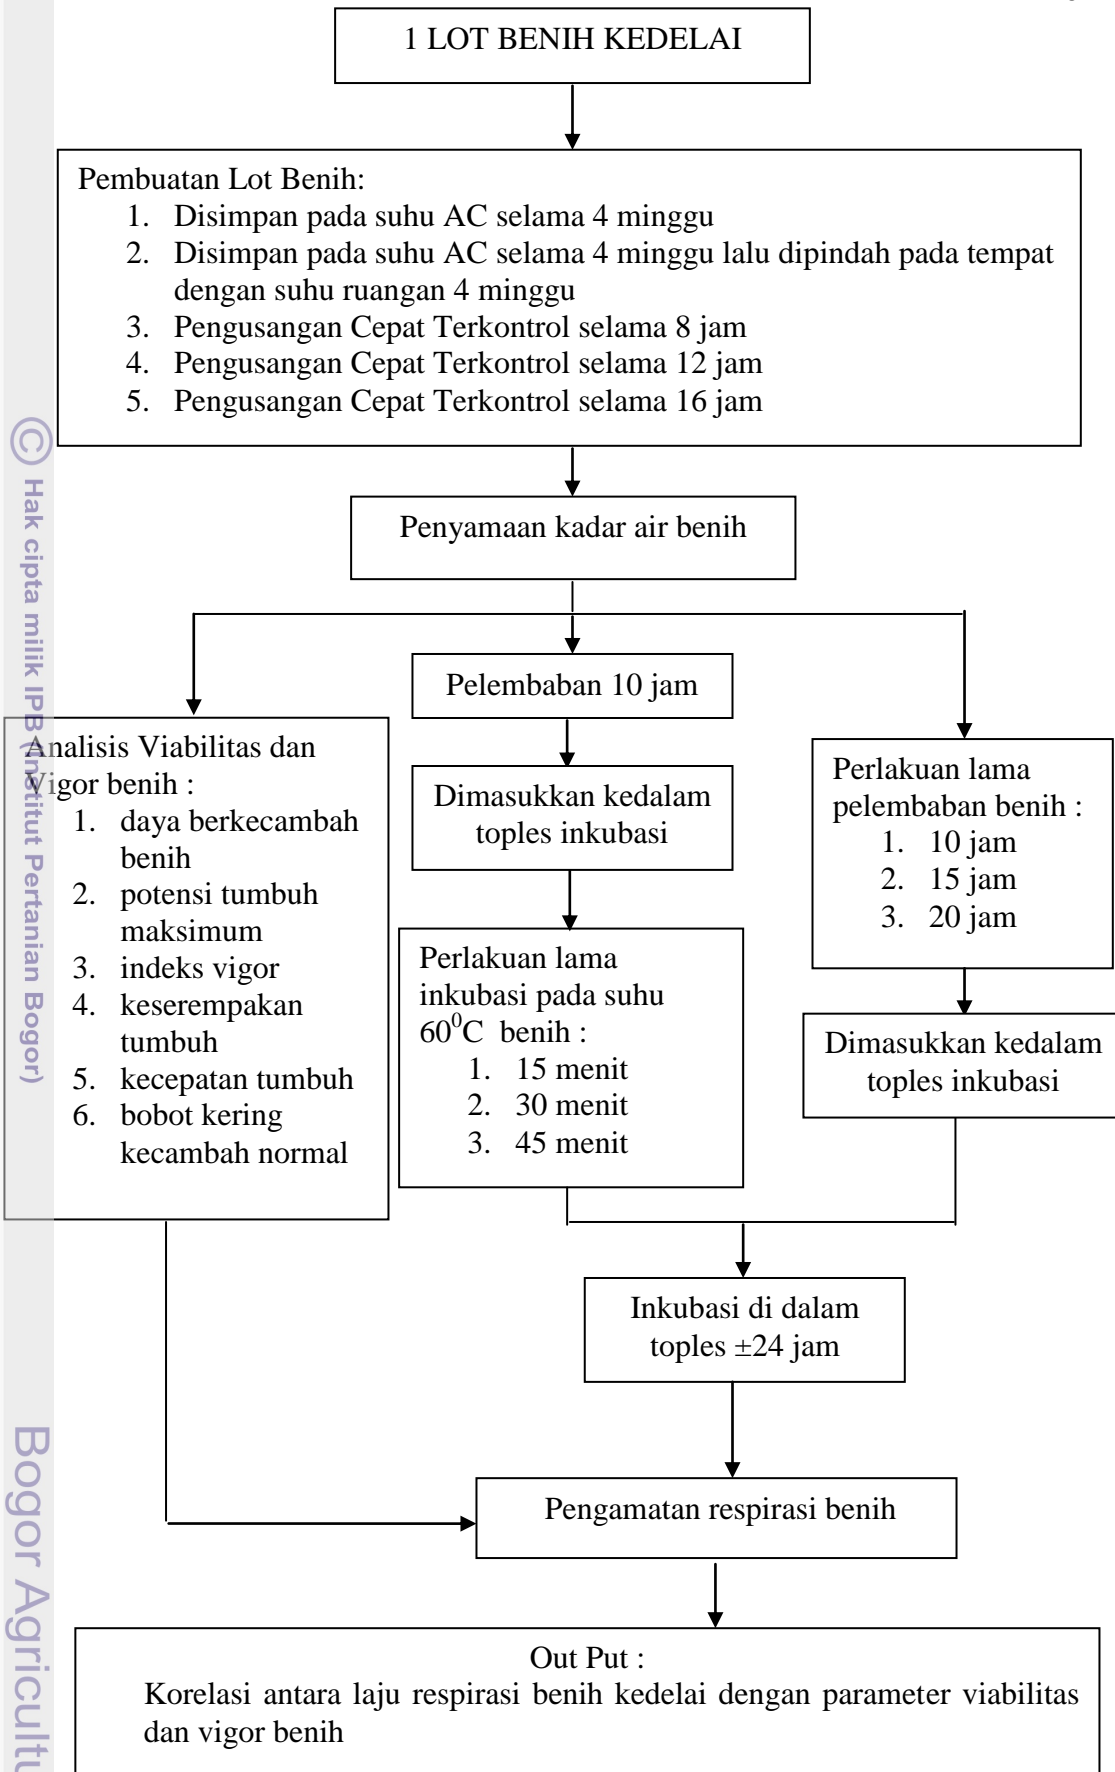 1 LOT BENIH KEDELAI
Pembuatan Lot Benih:
1. Disimpan pada suhu AC selama 4 minggu
2. Disimpan pada suhu AC selama 4 minggu lalu dipindah pada tempat
dengan suhu ruangan 4 minggu
3. Pengusangan Cepat Terkontrol selama 8 jam
4. Pengusangan Cepat Terkontrol selama 12 jam
5. Pengusangan Cepat Terkontrol selama 16 jam
Penyamaan kadar air benih
Analisis Viabilitas dan
Vigor benih :
1. daya berkecambah
benih
2. potensi tumbuh
maksimum
3. indeks vigor
4. keserempakan
tumbuh
5. kecepatan tumbuh
6. bobot kering
kecambah normal
Pelembaban 10 jam
Dimasukkan kedalam
toples inkubasi
Perlakuan lama
inkubasi pada suhu
60⁰C benih :
1. 15 menit
2. 30 menit
3. 45 menit
Perlakuan lama
pelembaban benih :
1. 10 jam
2. 15 jam
3. 20 jam
Dimasukkan kedalam
toples inkubasi
Inkubasi di dalam
toples ±24 jam
Pengamatan respirasi benih
Out Put :
Korelasi antara laju respirasi benih kedelai dengan parameter viabilitas
dan vigor benih
© Hak cipta milik IPB (Institut Pertanian Bogor)
Bogor Agricultu